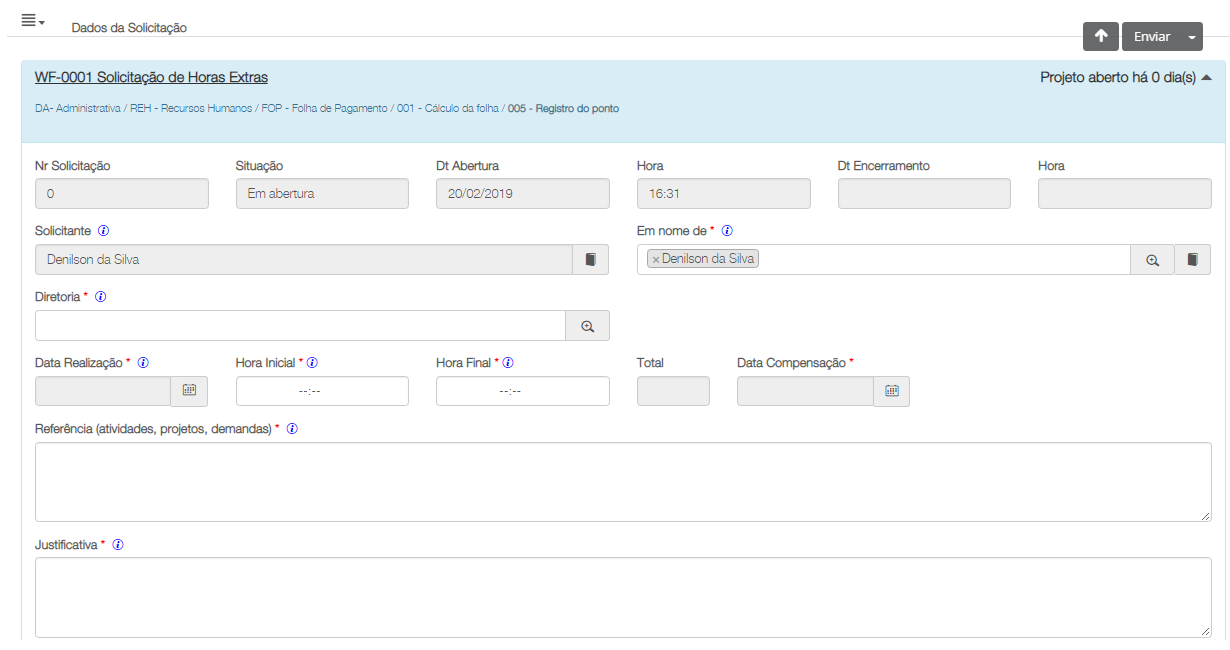 Dados da Solicitação
Enviar
WF-0001 Solicitação de Horas Extras
Projeto aberto há 0 dia(s)
DA- Administrativa / REH - Recursos Humanos / FOP - Folha de Pagamento / 001 - Cálculo da folha / 005 - Registro do ponto
Nr Solicitação Situação Dt Abertura Hora Dt Encerramento Hora
0 Em abertura 20/02/2019 16:31
Solicitante Em nome de *
Denilson da Silva × Denilson da Silva
Diretoria *
Data Realização * Hora Inicial * Hora Final * Total Data Compensação *
--:-- --:--
Referência (atividades, projetos, demandas) *
Justificativa *